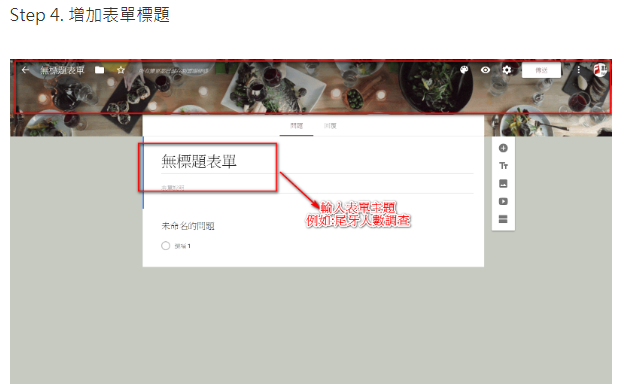 Step 4. 增加表單標題
無標題表單
傳送
問題
回覆
無標題表單
表單說明
輸入表單主題
例如:尾牙人數調查
未命名的問題
選項 1
Tт